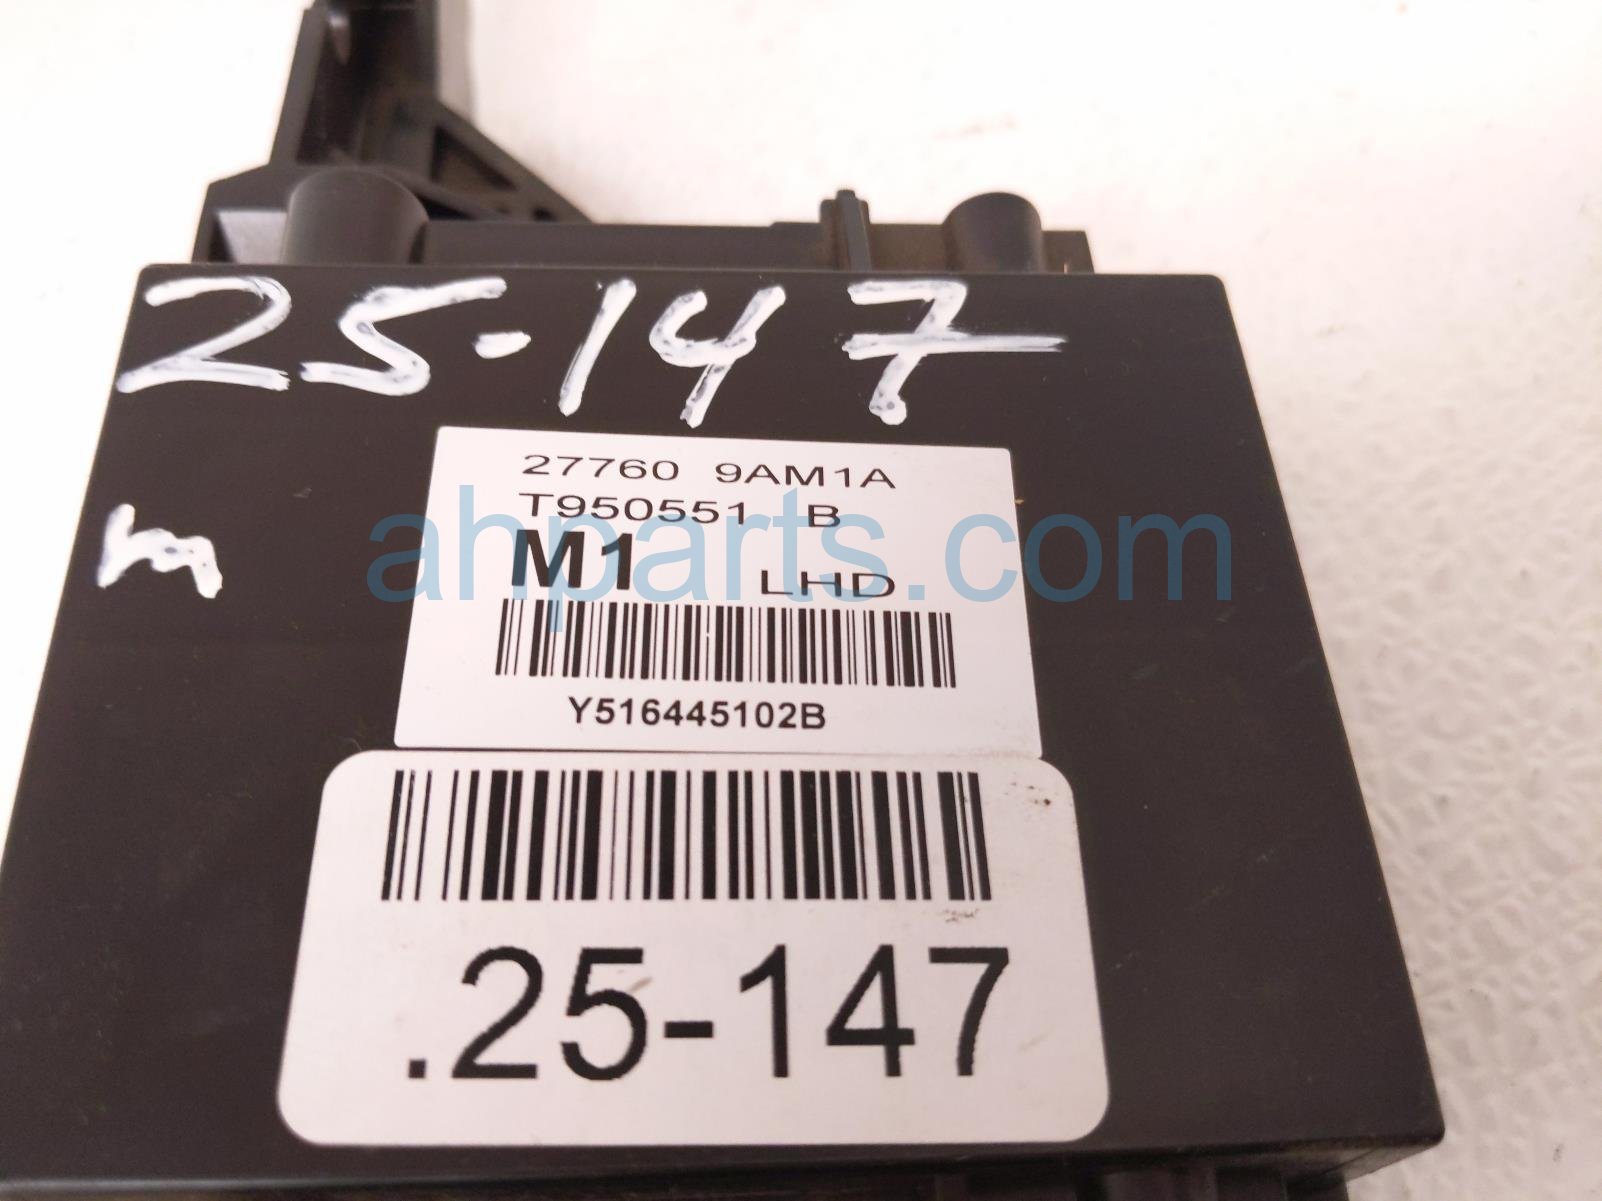 25-147
m
27760 9AM1A
T950551 B
M1 LHD
ahparts.com
Y516445102B
.25-147